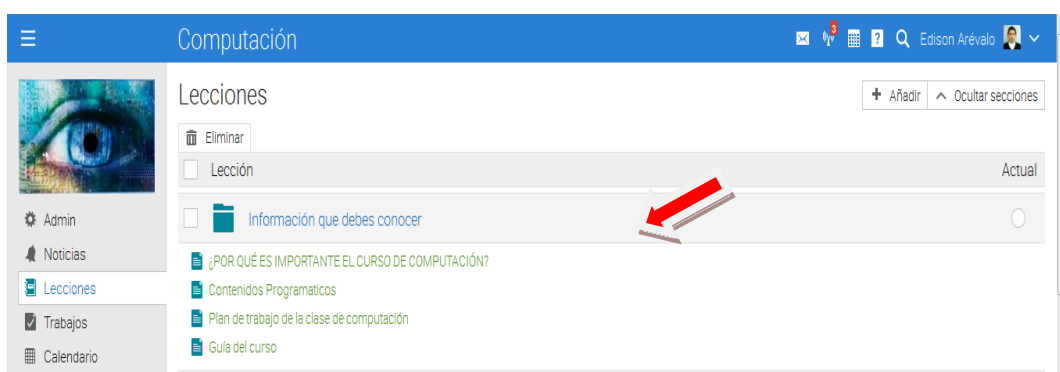 Computación
3
? Edison Arévalo
Lecciones
+ Añadir
Ocultar secciones
Eliminar
Lección
Actual
Información que debes conocer
¿POR QUÉ ES IMPORTANTE EL CURSO DE COMPUTACIÓN?
Contenidos Programaticos
Plan de trabajo de la clase de computación
Guía del curso
Admin
Noticias
Lecciones
Trabajos
Calendario